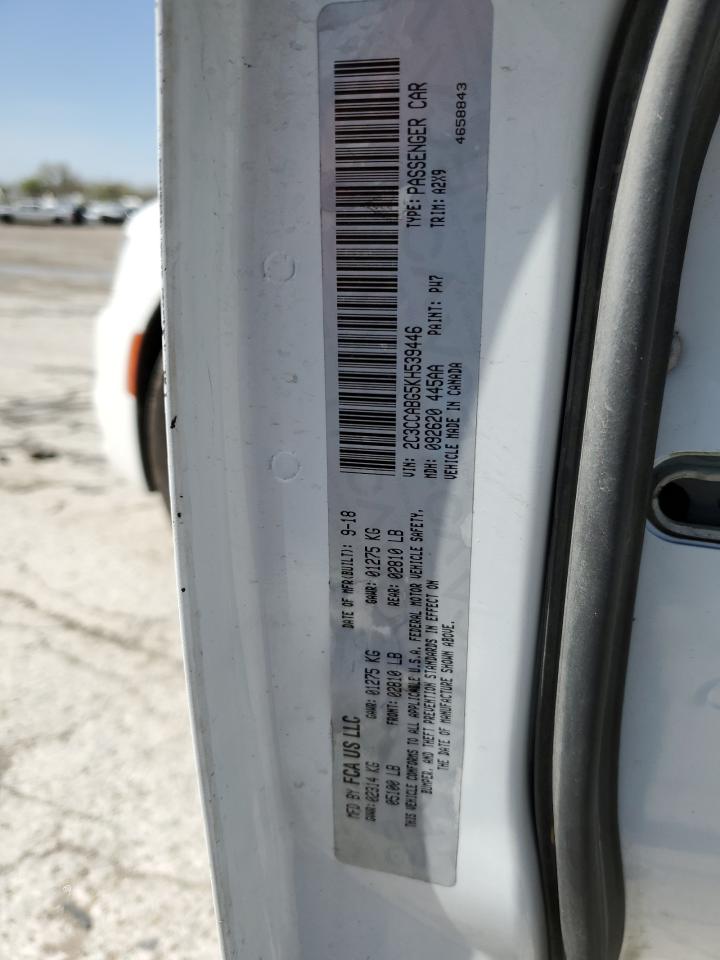 MFD BY FCA US LLC
DATE OF MFR(BUILT): 9-18
GVWR:02314 KG
GAWR: 01275 KG
GAWR: 01275 KG
05100 LB
FRONT: 02810 LB
REAR: 02810 LB
THIS VEHICLE CONFORMS TO ALL APPLICABLE U.S.A. FEDERAL MOTOR VEHICLE SAFETY,
BUMPER, AND THEFT PREVENTION STANDARDS IN EFFECT ON
THE DATE OF MANUFACTURE SHOWN ABOVE.
VIN: 2C3CCABG5KH539446
TYPE: PASSENGER CAR
MDH: 092620 445AA
PAINT: PW7
TRIM: A2X9
VEHICLE MADE IN CANADA
4658843